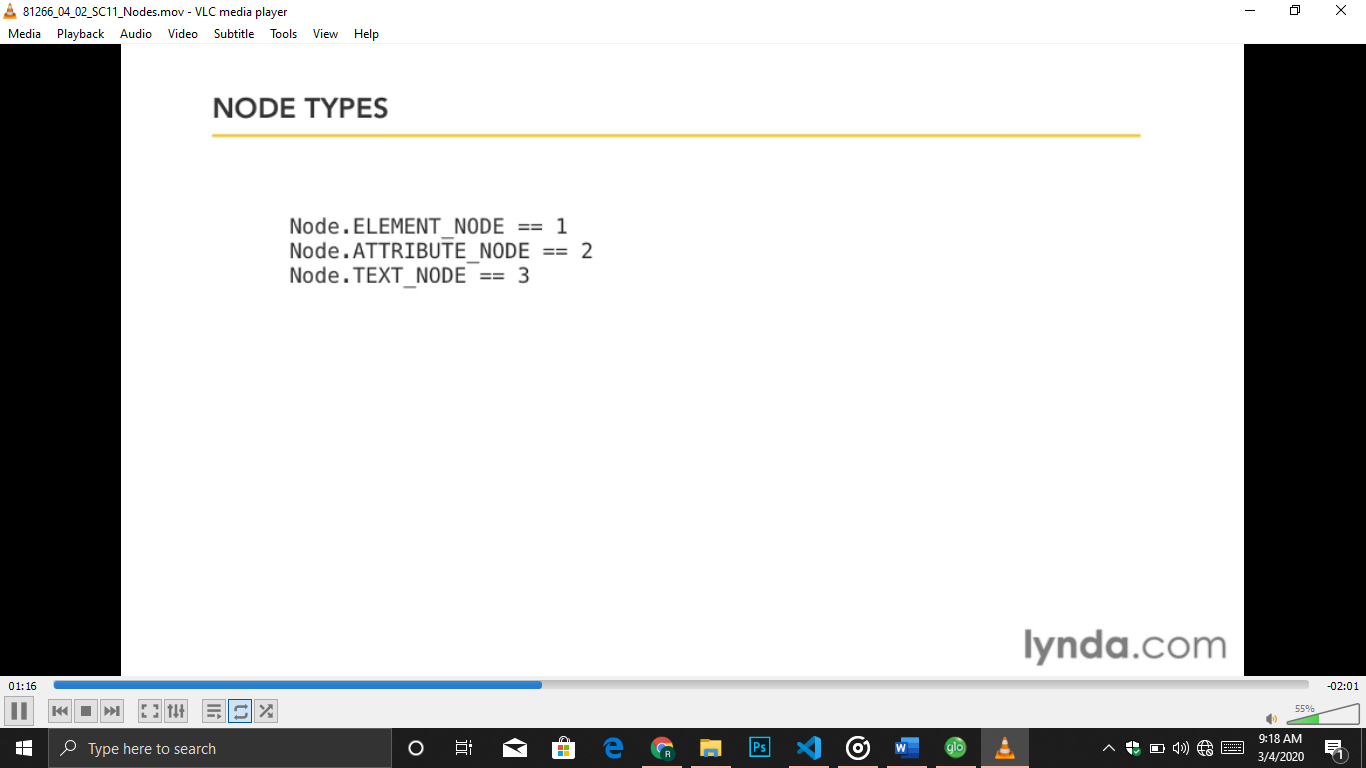 81266_04_02_SC11_Nodes.mov - VLC media player
Media Playback Audio Video Subtitle Tools View Help
NODE TYPES
Node.ELEMENT_NODE == 1
Node.ATTRIBUTE_NODE == 2
Node.TEXT_NODE == 3
lynda.com
01:16
-02:01
55%
Type here to search
Ps
W
glo
9:18 AM
3/4/2020
1